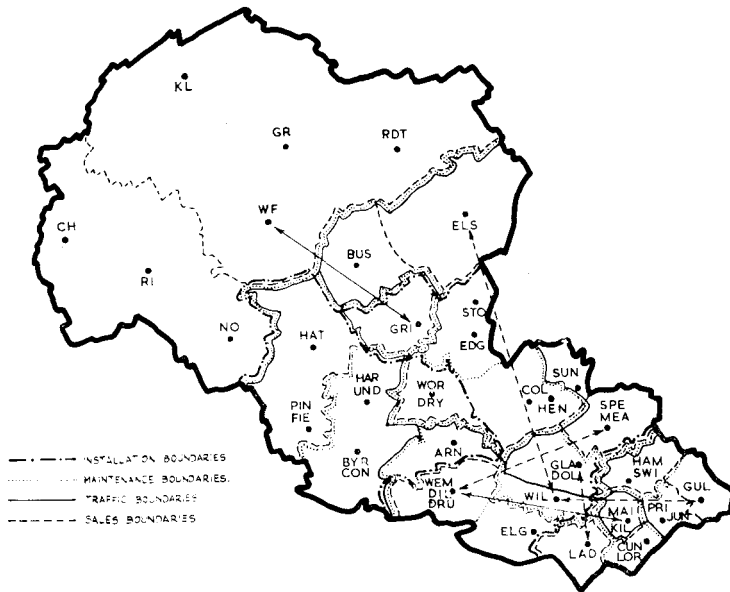 KL
GR
RDT
WF
CH
ELS
BUS
RI
STO
GRI
NO
HAT
EDG
SUN
HAR
UND
WOR
DRY
COL
HEN
SPE
MEA
PIN
FIE
ARN
BYR
CON
GLA
DOL
HAM
SWI
WEM
DIL
DRU
WIL
GUL
MAI
KIL
PRI
JUN
ELG
LAD
CUN
LOR
INSTALLATION BOUNDARIES
MAINTENANCE BOUNDARIES.
TRAFFIC BOUNDARIES
SALES BOUNDARIES